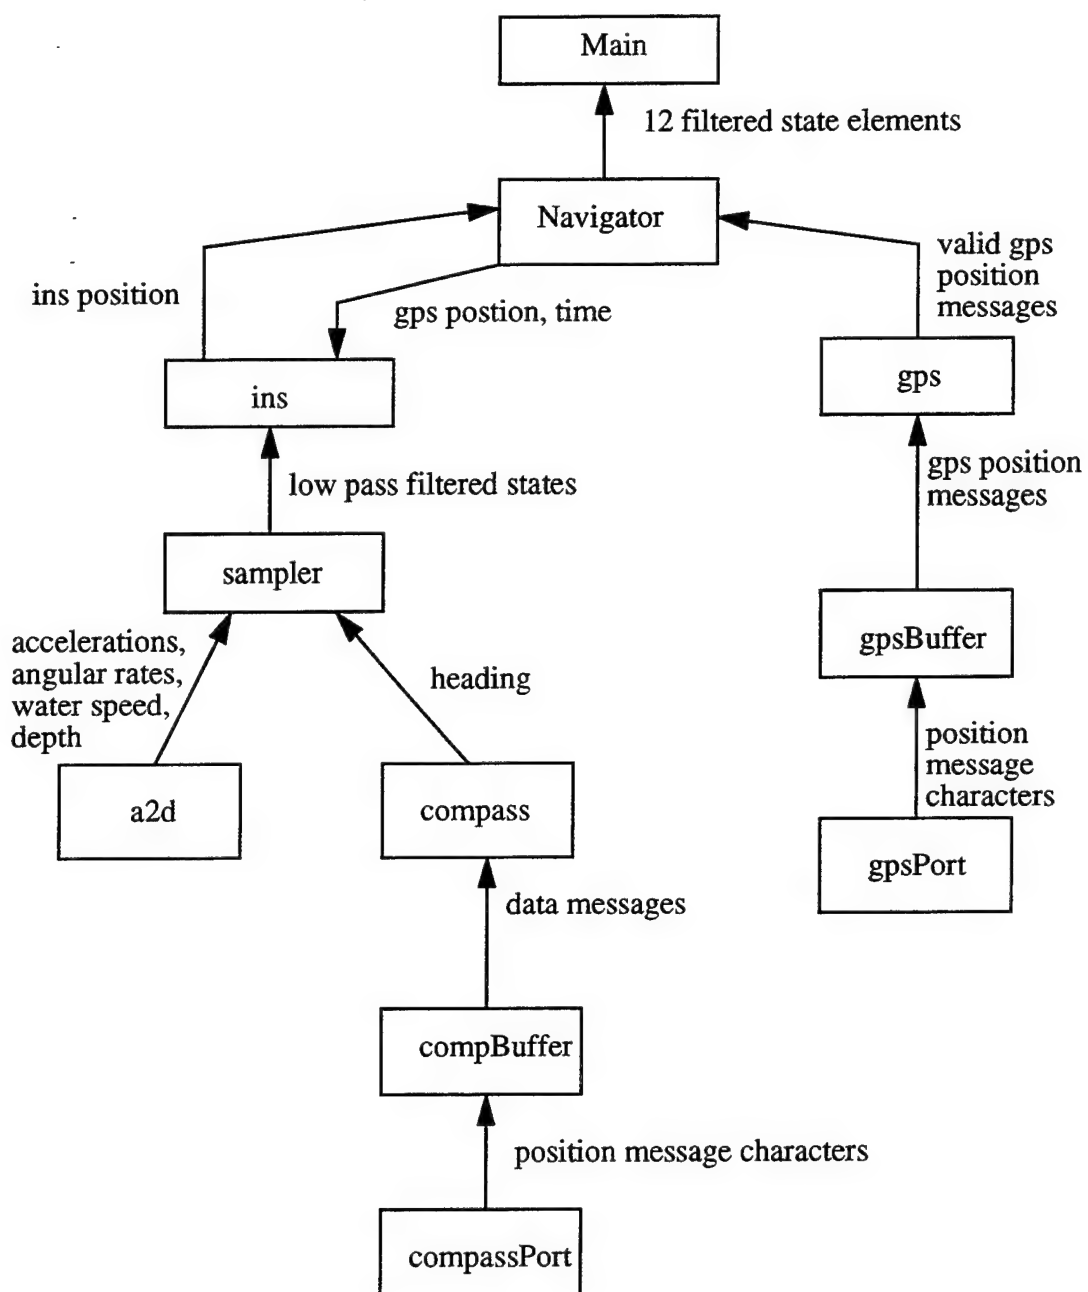 Main
12 filtered state elements
Navigator
valid gps
position
messages
ins position
gps postion, time
gps
ins
gps position
messages
low pass filtered states
sampler
gpsBuffer
accelerations,
angular rates,
water speed,
depth
heading
position
message
characters
a2d
compass
gpsPort
data messages
compBuffer
position message characters
compassPort